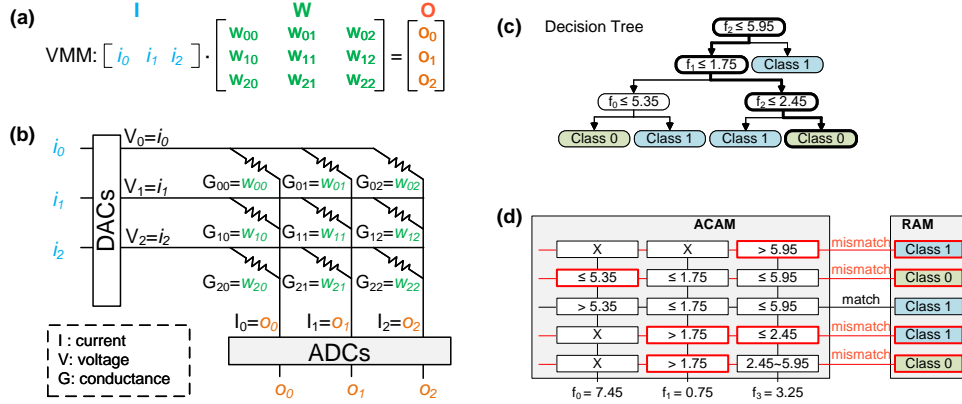 (a)
I W O
VMM: [ i0 i1 i2 ] · [ w00 w01 w02 ] = [ o0 ]
w10 w11 w12 o1
w20 w21 w22 o2
(b)
i0 V0=i0
G00=w00 G01=w01 G02=w02
i1 V1=i1
DACs
G10=w10 G11=w11 G12=w12
i2 V2=i2
G20=w20 G21=w21 G22=w22
I0=o0 I1=o1 I2=o2
ADCs
o0 o1 o2
I : current
V: voltage
G: conductance
(c) Decision Tree
f2 ≤ 5.95
f1 ≤ 1.75 Class 1
f0 ≤ 5.35 f2 ≤ 2.45
Class 0 Class 1 Class 1 Class 0
(d)
ACAM RAM
X X > 5.95 mismatch Class 1
≤ 5.35 ≤ 1.75 ≤ 5.95 mismatch Class 0
> 5.35 ≤ 1.75 ≤ 5.95 match Class 1
X > 1.75 ≤ 2.45 mismatch Class 1
X > 1.75 2.45~5.95 mismatch Class 0
f0 = 7.45 f1 = 0.75 f3 = 3.25